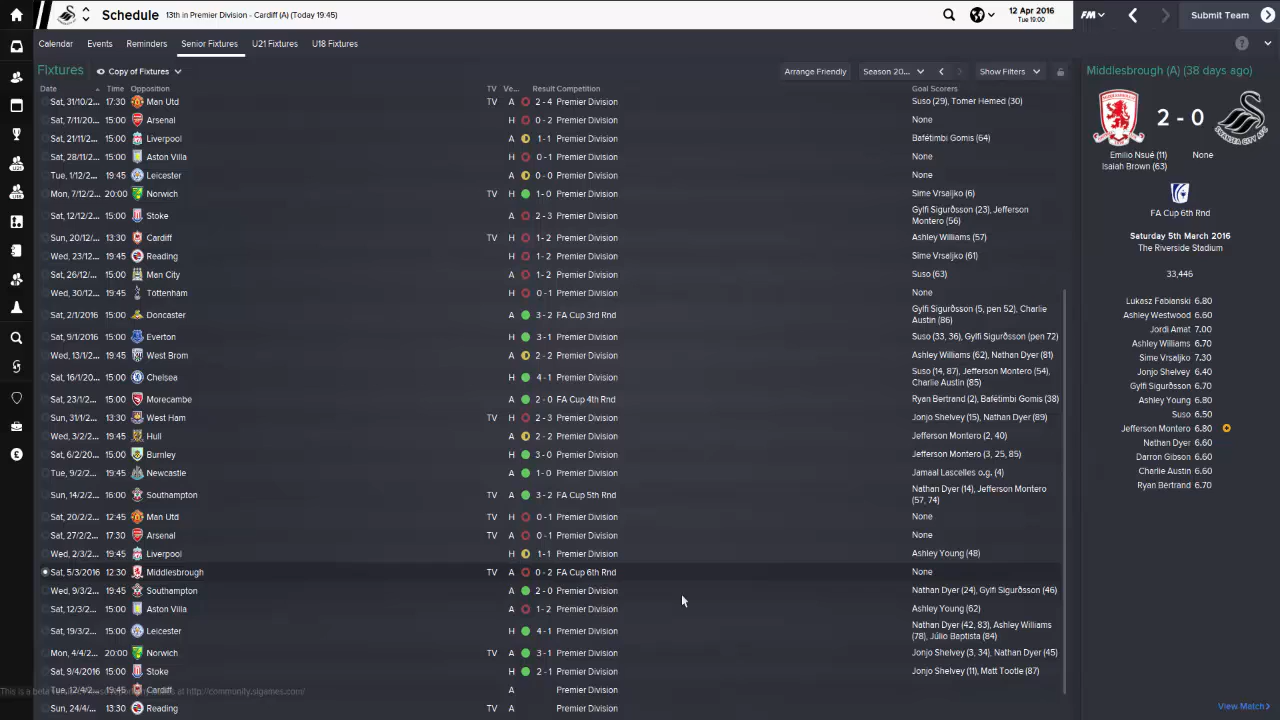 Schedule 13th in Premier Division - Cardiff (A) (Today 19:45) 12 Apr 2016 Tue 19:00 FM Submit Team
Calendar Events Reminders Senior Fixtures U21 Fixtures U18 Fixtures
Fixtures Copy of Fixtures Arrange Friendly Season 20... Show Filters
Date Time Opposition TV Ve... Result Competition Goal Scorers
Sat, 31/10/2... 17:30 Man Utd TV A 2 - 4 Premier Division Suso (29), Tomer Hemed (30)
Sat, 7/11/20... 15:00 Arsenal H 0 - 2 Premier Division None
Sat, 21/11/2... 15:00 Liverpool A 1 - 1 Premier Division Bafétimbi Gomis (64)
Sat, 28/11/2... 15:00 Aston Villa H 0 - 1 Premier Division None
Tue, 1/12/2... 19:45 Leicester A 0 - 0 Premier Division None
Mon, 7/12/2... 20:00 Norwich TV H 1 - 0 Premier Division Sime Vrsaljko (6)
Sat, 12/12/2... 15:00 Stoke A 2 - 3 Premier Division Gylfi Sigurðsson (23), Jefferson
Montero (56)
Sun, 20/12/... 13:30 Cardiff TV H 1 - 2 Premier Division Ashley Williams (57)
Wed, 23/12... 19:45 Reading H 1 - 2 Premier Division Sime Vrsaljko (61)
Sat, 26/12/... 15:00 Man City A 1 - 2 Premier Division Suso (63)
Wed, 30/12... 19:45 Tottenham H 0 - 1 Premier Division None
Sat, 2/1/2016 15:00 Doncaster A 3 - 2 FA Cup 3rd Rnd Gylfi Sigurðsson (5, pen 52), Charlie
Austin (86)
Sat, 9/1/2016 15:00 Everton H 3 - 1 Premier Division Suso (33, 36), Gylfi Sigurðsson (pen 72)
Wed, 13/1/2... 19:45 West Brom A 2 - 2 Premier Division Ashley Williams (62), Nathan Dyer (81)
Sat, 16/1/20... 15:00 Chelsea H 4 - 1 Premier Division Suso (14, 87), Jefferson Montero (54),
Charlie Austin (85)
Sat, 23/1/2... 15:00 Morecambe A 2 - 0 FA Cup 4th Rnd Ryan Bertrand (2), Bafétimbi Gomis (38)
Sun, 31/1/2... 13:30 West Ham TV H 2 - 3 Premier Division Jonjo Shelvey (15), Nathan Dyer (89)
Wed, 3/2/2... 19:45 Hull A 2 - 2 Premier Division Jefferson Montero (2, 40)
Sat, 6/2/20... 15:00 Burnley H 3 - 0 Premier Division Jefferson Montero (3, 25, 85)
Tue, 9/2/2... 19:45 Newcastle A 1 - 0 Premier Division Jamaal Lascelles o.g. (4)
Sun, 14/2/2... 16:00 Southampton TV A 3 - 2 FA Cup 5th Rnd Nathan Dyer (14), Jefferson Montero
(57, 74)
Sat, 20/2/2... 12:45 Man Utd TV H 0 - 1 Premier Division None
Sat, 27/2/2... 17:30 Arsenal TV A 0 - 1 Premier Division None
Wed, 2/3/2... 19:45 Liverpool H 1 - 1 Premier Division Ashley Young (48)
Sat, 5/3/2016 12:30 Middlesbrough TV A 0 - 2 FA Cup 6th Rnd None
Wed, 9/3/2... 19:45 Southampton A 2 - 0 Premier Division Nathan Dyer (24), Gylfi Sigurðsson (46)
Sat, 12/3/2... 15:00 Aston Villa A 1 - 2 Premier Division Ashley Young (62)
Sat, 19/3/2... 15:00 Leicester H 4 - 1 Premier Division Nathan Dyer (42, 83), Ashley Williams
(78), Júlio Baptista (84)
Mon, 4/4/2... 20:00 Norwich TV A 3 - 1 Premier Division Jonjo Shelvey (3, 34), Nathan Dyer (45)
Sat, 9/4/2016 15:00 Stoke H 2 - 1 Premier Division Jonjo Shelvey (11), Matt Tootle (87)
Tue, 12/4/2... 19:45 Cardiff A Premier Division
This is a beta at http://community.sigames.com/
Sun, 24/4/... 13:30 Reading TV A Premier Division
Middlesbrough (A) (38 days ago)
2 - 0
Emilio Nsué (11) None
Isaiah Brown (63)
FA Cup 6th Rnd
Saturday 5th March 2016
The Riverside Stadium
33,446
Lukasz Fabianski 6.80
Ashley Westwood 6.60
Jordi Amat 7.00
Ashley Williams 6.70
Sime Vrsaljko 7.30
Jonjo Shelvey 6.40
Gylfi Sigurðsson 6.70
Ashley Young 6.80
Suso 6.50
Jefferson Montero 6.80
Nathan Dyer 6.60
Darron Gibson 6.60
Charlie Austin 6.60
Ryan Bertrand 6.70
View Match >